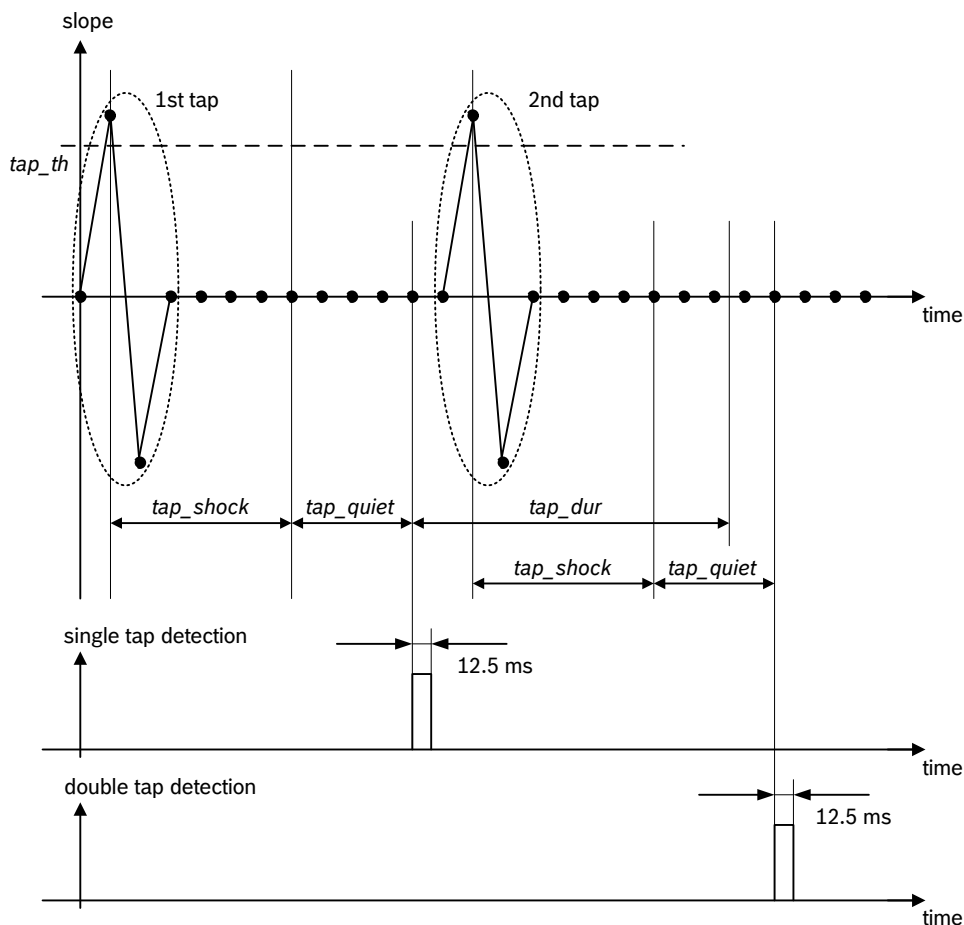 slope
1st tap
2nd tap
tap_th
time
tap_shock
tap_quiet
tap_dur
tap_shock
tap_quiet
single tap detection
12.5 ms
time
double tap detection
12.5 ms
time